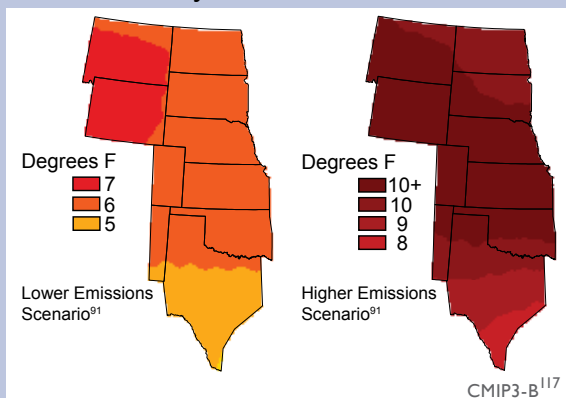 Degrees F
7
6
5
Lower Emissions
Scenario91
Degrees F
10+
10
9
8
Higher Emissions
Scenario91
CMIP3-B117